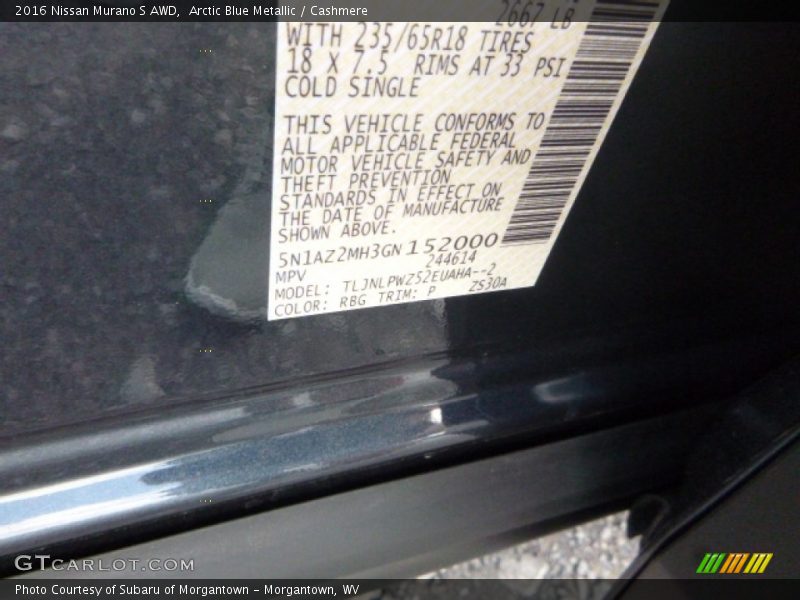 2016 Nissan Murano S AWD, Arctic Blue Metallic / Cashmere
2667 LB
WITH 235/65R18 TIRES
18 X 7.5 RIMS AT 33 PSI
COLD SINGLE
THIS VEHICLE CONFORMS TO
ALL APPLICABLE FEDERAL
MOTOR VEHICLE SAFETY AND
THEFT PREVENTION
STANDARDS IN EFFECT ON
THE DATE OF MANUFACTURE
SHOWN ABOVE.
5N1AZ2MH3GN152000
MPV 244614
MODEL: TLJNLPWZ52EUAHA--2
COLOR: RBG TRIM: P ZS30A
GTCARLOT.COM
Photo Courtesy of Subaru of Morgantown - Morgantown, WV